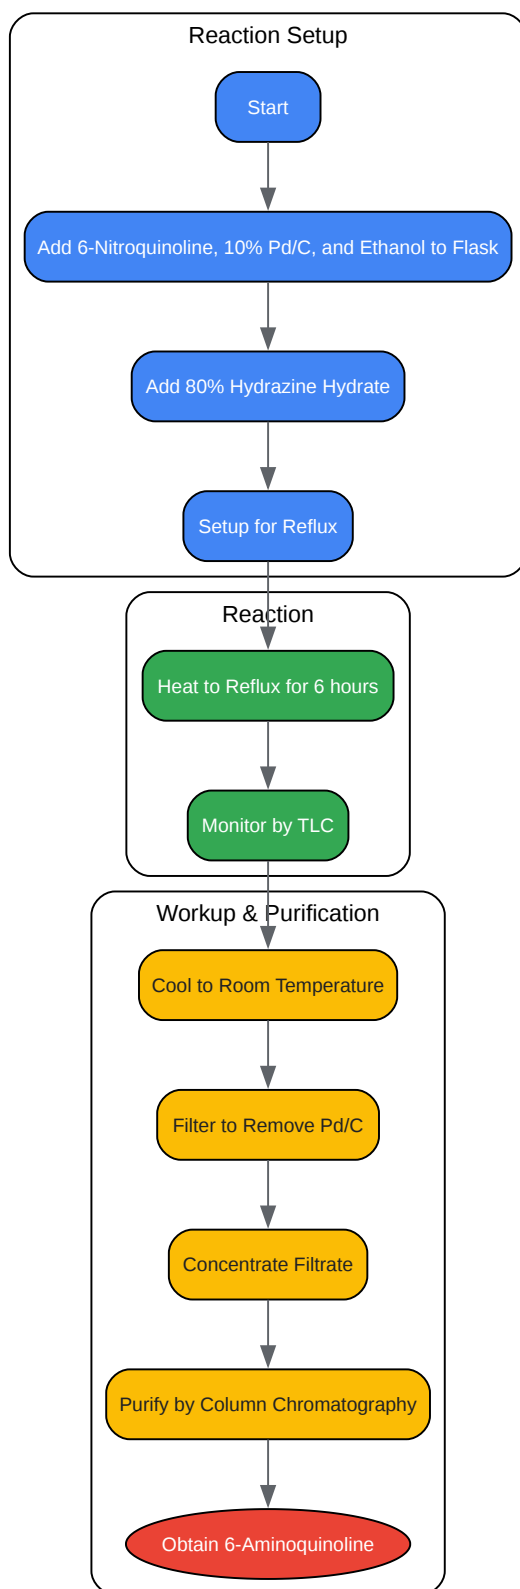 Reaction Setup
Start
Add 6-Nitroquinoline, 10% Pd/C, and Ethanol to Flask
Add 80% Hydrazine Hydrate
Setup for Reflux
Reaction
Heat to Reflux for 6 hours
Monitor by TLC
Workup & Purification
Cool to Room Temperature
Filter to Remove Pd/C
Concentrate Filtrate
Purify by Column Chromatography
Obtain 6-Aminoquinoline